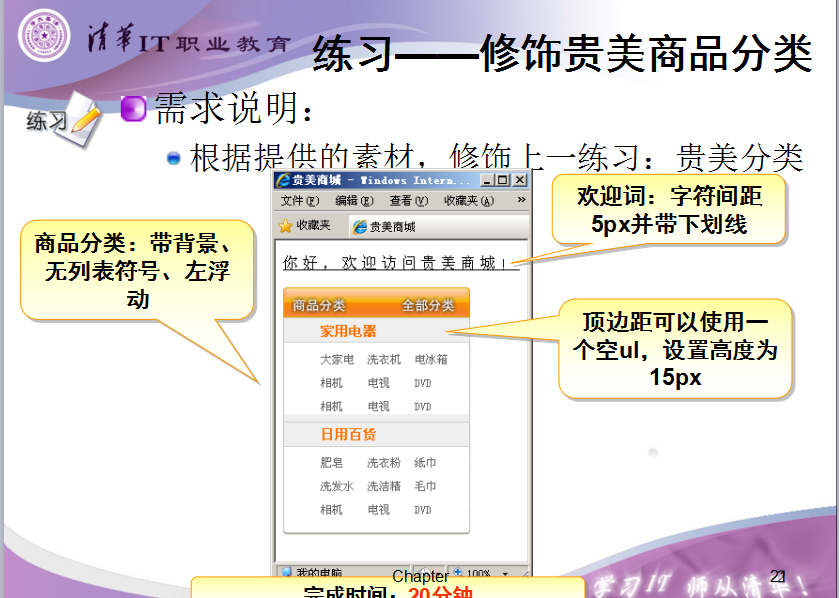 清华IT职业教育
练习——修饰贵美商品分类
练习
需求说明：
根据提供的素材，修饰上一练习：贵美分类
贵美商城 - Windows Intern...
文件(F) 编辑(E) 查看(V) 收藏夹(A) »
收藏夹 贵美商城
你好，欢迎访问贵美商城！
商品分类 全部分类
家用电器
大家电 洗衣机 电冰箱
相机 电视 DVD
相机 电视 DVD
日用百货
肥皂 洗衣粉 纸巾
洗发水 洗洁精 毛巾
相机 电视 DVD
我的电脑 100%
欢迎词：字符间距
5px并带下划线
商品分类：带背景、
无列表符号、左浮
动
顶边距可以使用一
个空ul，设置高度为
15px
Chapter
完成时间：20分钟
学习IT 师从清华！